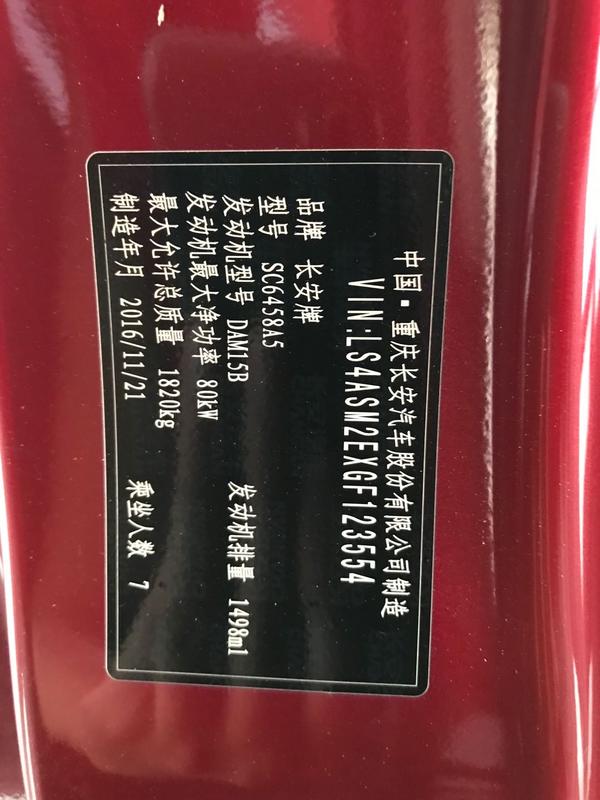 中国·重庆长安汽车股份有限公司制造
VIN:LS4ASM2EXGF123554
品牌 长安牌
型号 SC6458A5
发动机型号 DAM15B 发动机排量 1498ml
发动机最大净功率 80kW
最大允许总质量 1820kg
制造年月 2016/11/21 乘坐人数 7